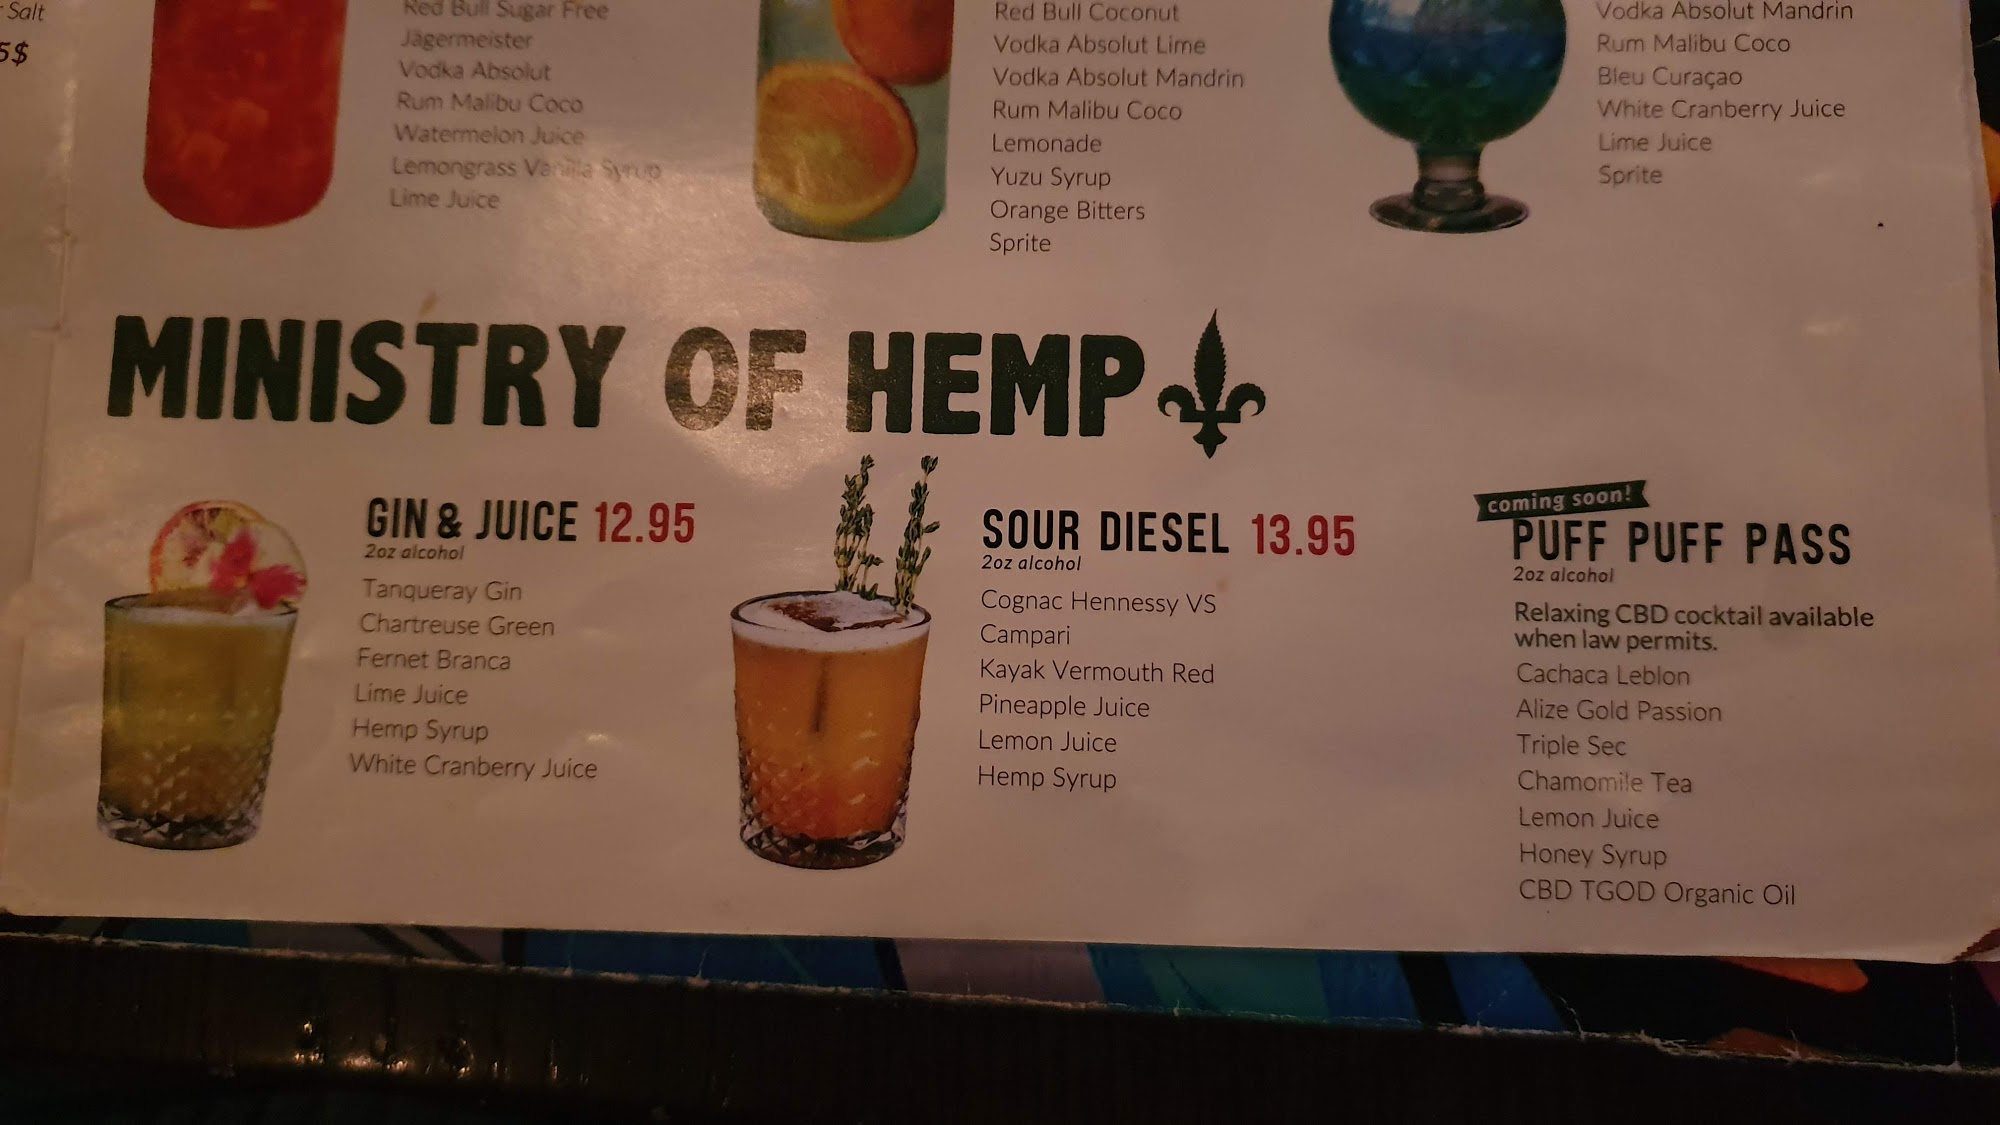 Salt
5$
Red Bull Sugar Free
Jägermeister
Vodka Absolut
Rum Malibu Coco
Watermelon Juice
Lemongrass Vanilla Syrup
Lime Juice
Red Bull Coconut
Vodka Absolut Lime
Vodka Absolut Mandrin
Rum Malibu Coco
Lemonade
Yuzu Syrup
Orange Bitters
Sprite
Vodka Absolut Mandrin
Rum Malibu Coco
Bleu Curaçao
White Cranberry Juice
Lime Juice
Sprite
MINISTRY OF HEMP
GIN & JUICE 12.95
2oz alcohol
Tanqueray Gin
Chartreuse Green
Fernet Branca
Lime Juice
Hemp Syrup
White Cranberry Juice
SOUR DIESEL 13.95
2oz alcohol
Cognac Hennessy VS
Campari
Kayak Vermouth Red
Pineapple Juice
Lemon Juice
Hemp Syrup
coming soon!
PUFF PUFF PASS
2oz alcohol
Relaxing CBD cocktail available
when law permits.
Cachaca Leblon
Alize Gold Passion
Triple Sec
Chamomile Tea
Lemon Juice
Honey Syrup
CBD TGOD Organic Oil